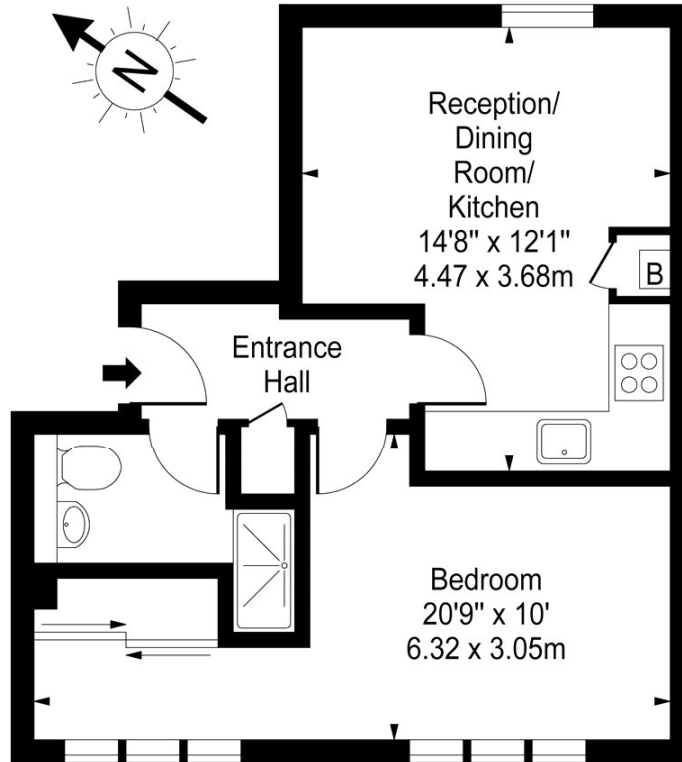 N
Reception/
Dining
Room/
Kitchen
14'8" x 12'1"
4.47 x 3.68m
B
Entrance
Hall
Bedroom
20'9" x 10'
6.32 x 3.05m